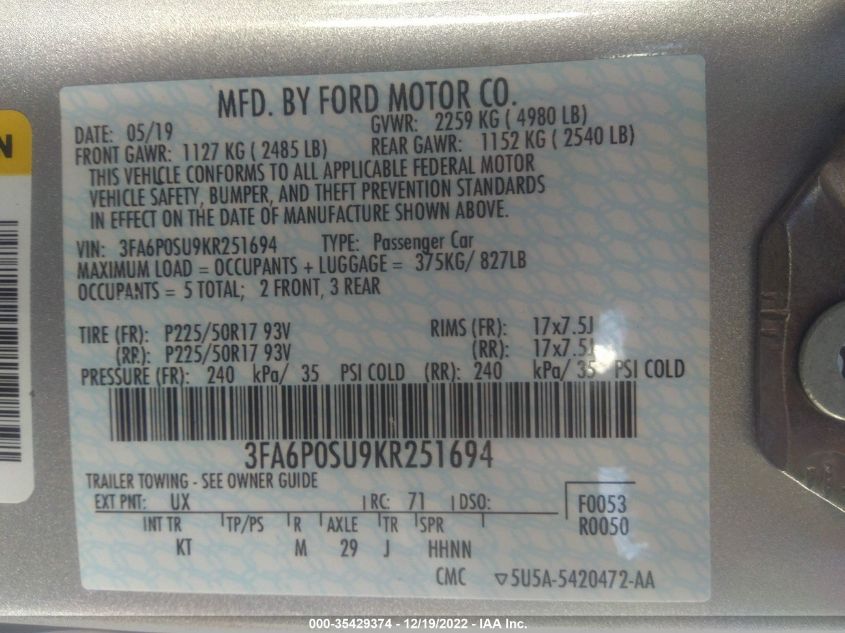 MFD. BY FORD MOTOR CO.
DATE: 05/19 GVWR: 2259 KG ( 4980 LB)
FRONT GAWR: 1127 KG ( 2485 LB) REAR GAWR: 1152 KG ( 2540 LB)
THIS VEHICLE CONFORMS TO ALL APPLICABLE FEDERAL MOTOR
VEHICLE SAFETY, BUMPER, AND THEFT PREVENTION STANDARDS
IN EFFECT ON THE DATE OF MANUFACTURE SHOWN ABOVE.
VIN: 3FA6P0SU9KR251694 TYPE: Passenger Car
MAXIMUM LOAD = OCCUPANTS + LUGGAGE = 375KG/ 827LB
OCCUPANTS = 5 TOTAL; 2 FRONT, 3 REAR
TIRE (FR): P225/50R17 93V RIMS (FR): 17x7.5J
(RR): P225/50R17 93V (RR): 17x7.5J
PRESSURE (FR): 240 kPa/ 35 PSI COLD (RR): 240 kPa/ 35 PSI COLD
3FA6P0SU9KR251694
TRAILER TOWING - SEE OWNER GUIDE
EXT PNT: UX RC: 71 DSO: F0053
INT TR TP/PS R AXLE TR SPR R0050
KT M 29 J HHNN
CMC 5U5A-5420472-AA
N
000-35429374 - 12/19/2022 - IAA Inc.